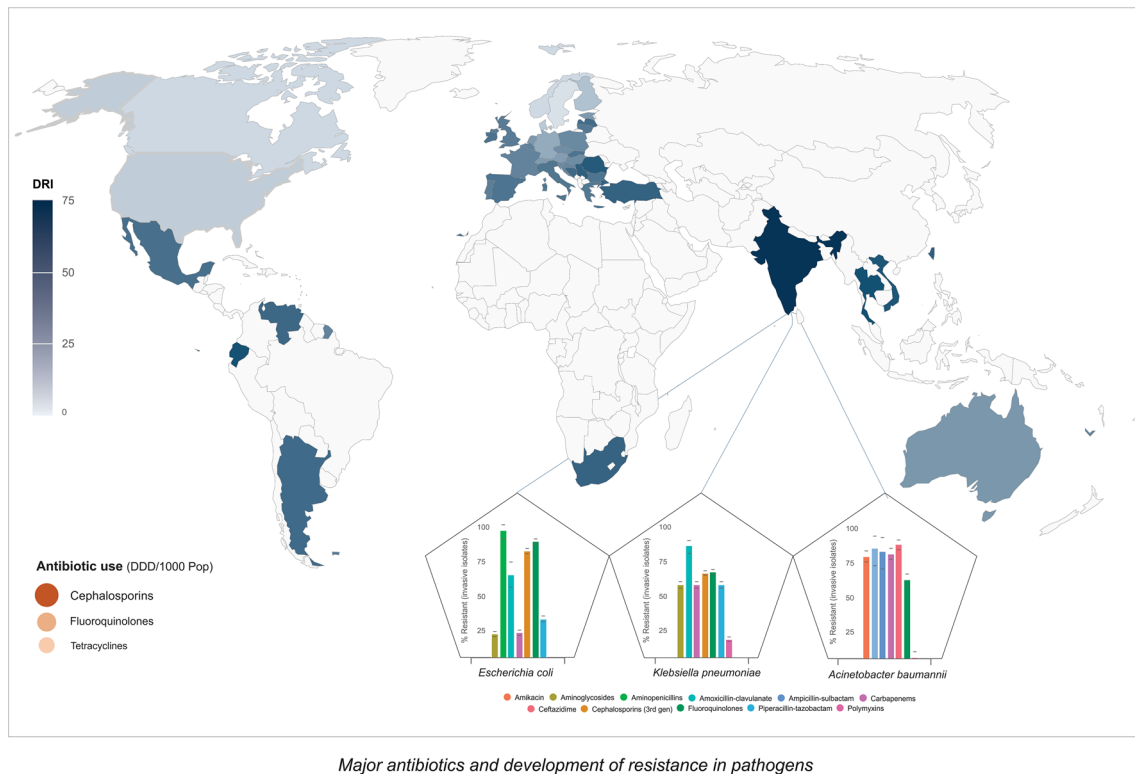 DRI
75
50
25
0
Antibiotic use (DDD/1000 Pop)
Cephalosporins
Fluoroquinolones
Tetracyclines
% Resistant (invasive isolates)
100
75
50
25
Escherichia coli
% Resistant (invasive isolates)
100
75
50
25
Klebsiella pneumoniae
% Resistant (invasive isolates)
100
75
50
25
Acinetobacter baumannii
Amikacin Aminoglycosides Aminopenicillins Amoxicillin-clavulanate Ampicillin-sulbactam Carbapenems
Ceftazidime Cephalosporins (3rd gen) Fluoroquinolones Piperacillin-tazobactam Polymyxins
Major antibiotics and development of resistance in pathogens